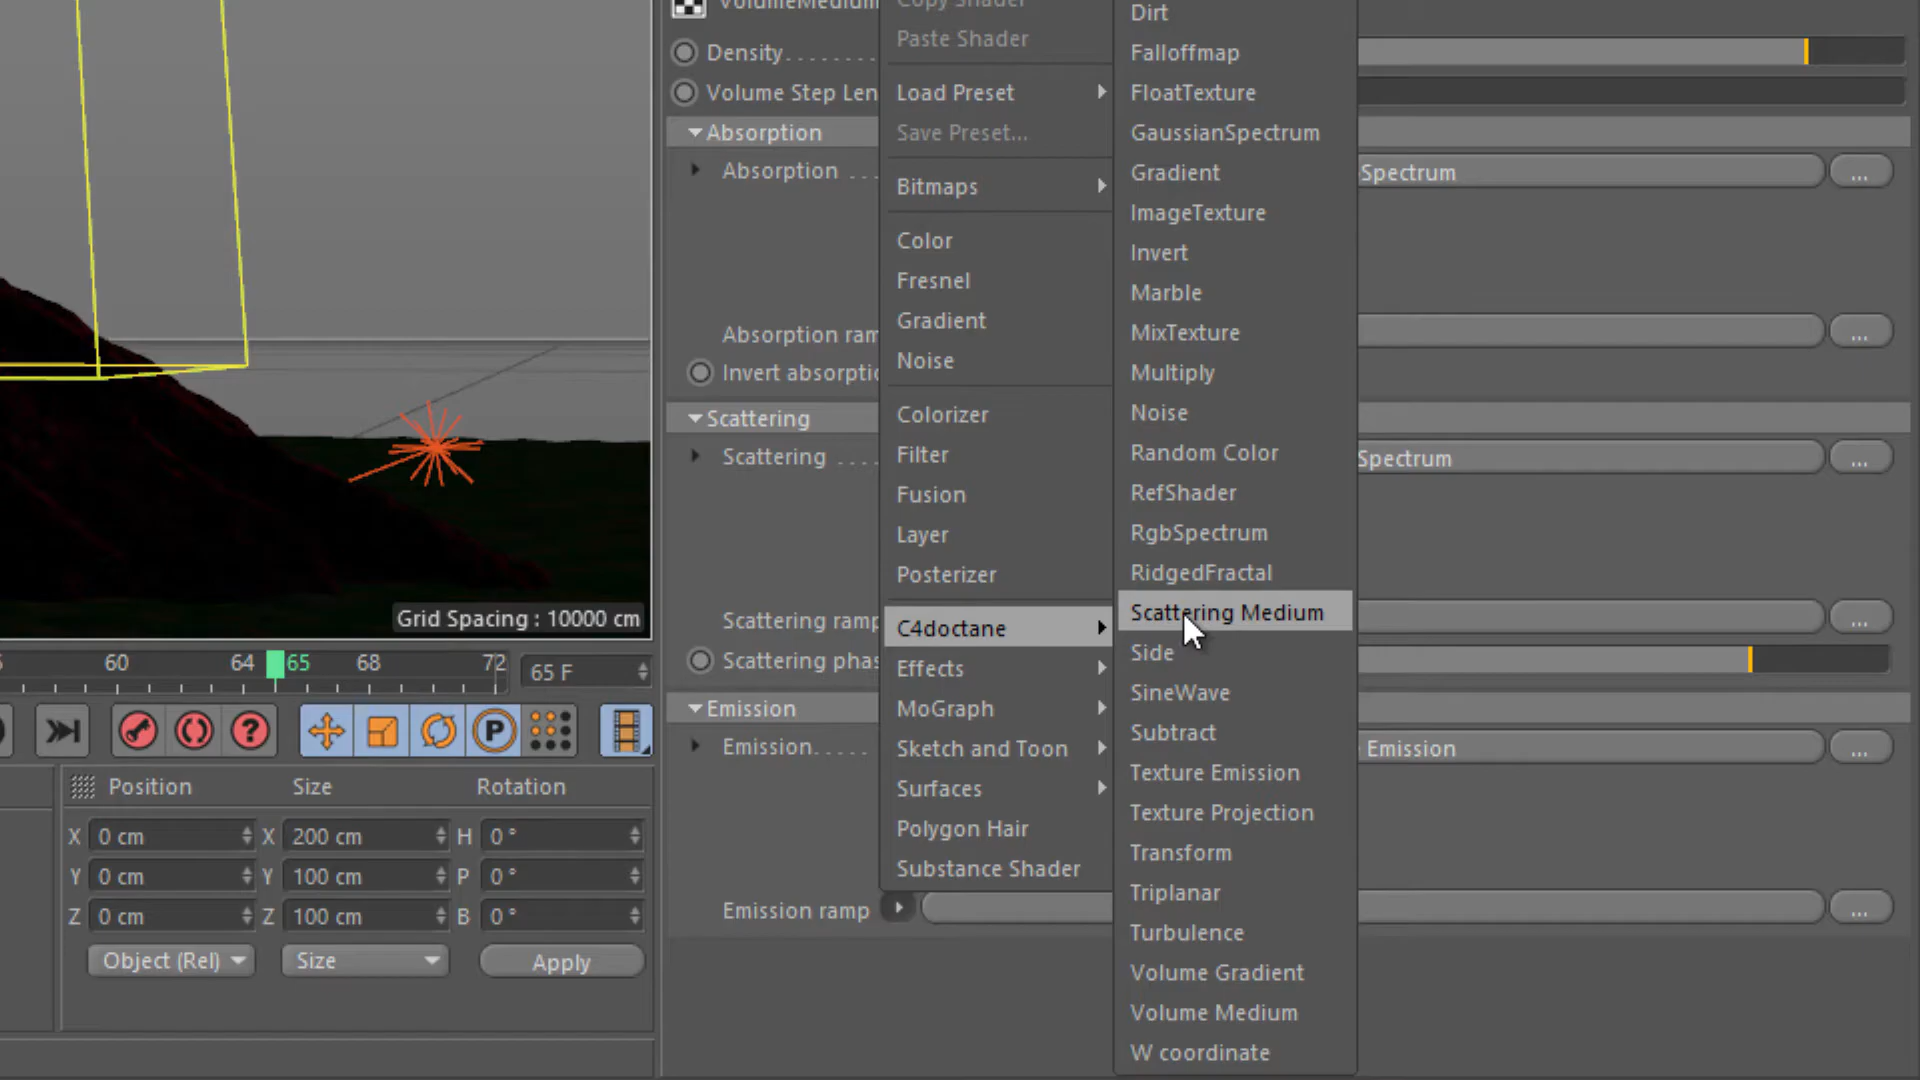 VolumeMedium
Density
Volume Step Len
Absorption
Absorption
Absorption ram
Invert absorptio
Scattering
Scattering
Scattering ramp
Scattering phas
Emission
Emission
Emission ramp
Copy Shader
Paste Shader
Load Preset
Save Preset...
Bitmaps
Color
Fresnel
Gradient
Noise
Colorizer
Filter
Fusion
Layer
Posterizer
C4doctane
Effects
MoGraph
Sketch and Toon
Surfaces
Polygon Hair
Substance Shader
Dirt
Falloffmap
FloatTexture
GaussianSpectrum
Gradient
ImageTexture
Invert
Marble
MixTexture
Multiply
Noise
Random Color
RefShader
RgbSpectrum
RidgedFractal
Scattering Medium
Side
SineWave
Subtract
Texture Emission
Texture Projection
Transform
Triplanar
Turbulence
Volume Gradient
Volume Medium
W coordinate
Spectrum ...
...
Spectrum ...
...
Emission ...
...
Grid Spacing : 10000 cm
60 64 65 68 72 65 F
P
Position Size Rotation
X 0 cm X 200 cm H 0 °
Y 0 cm Y 100 cm P 0 °
Z 0 cm Z 100 cm B 0 °
Object (Rel) Size Apply